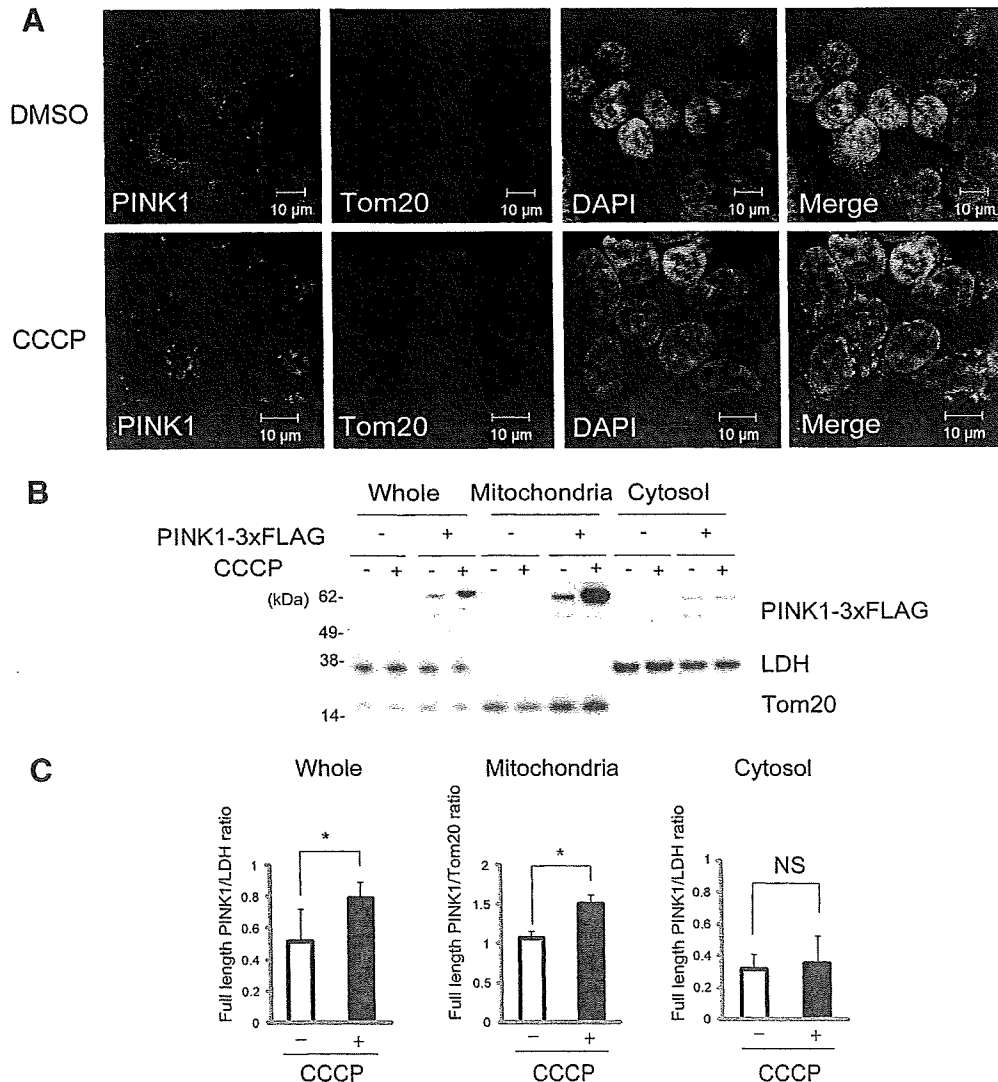 A
DMSO
PINK1
10 µm
Tom20
10 µm
DAPI
10 µm
Merge
10 µm
CCCP
PINK1
10 µm
Tom20
10 µm
DAPI
10 µm
Merge
10 µm
B
Whole Mitochondria Cytosol
PINK1-3xFLAG - + - + - +
CCCP - + - + - + - + - + - +
(kDa) 62-
PINK1-3xFLAG
49-
38-
LDH
Tom20
14-
C
Whole
Full length PINK1/LDH ratio
1
0.8
0.6
0.4
0.2
0
*
− +
CCCP
Mitochondria
Full length PINK1/Tom20 ratio
2
1.5
1
0.5
0
*
− +
CCCP
Cytosol
Full length PINK1/LDH ratio
1
0.8
0.6
0.4
0.2
0
NS
− +
CCCP